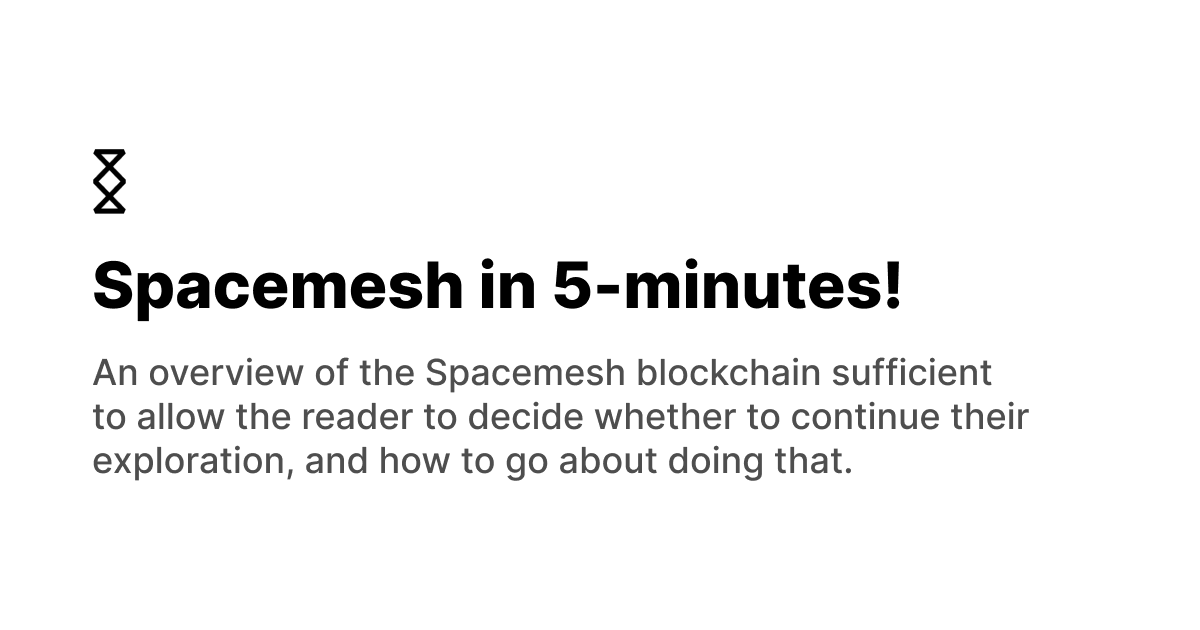 Spacemesh in 5-minutes!
An overview of the Spacemesh blockchain sufficient
to allow the reader to decide whether to continue their
exploration, and how to go about doing that.